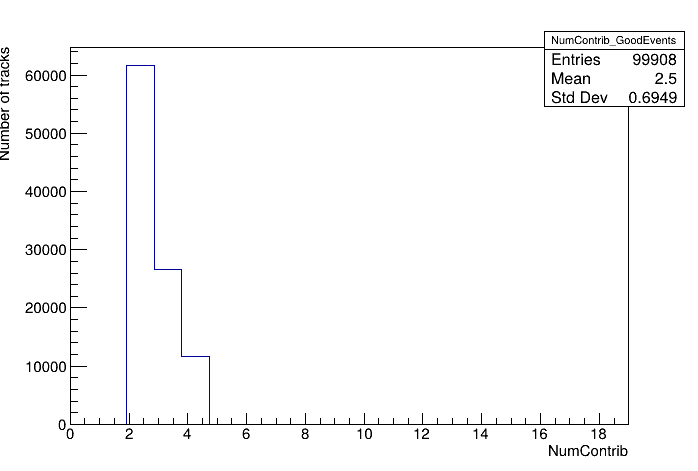 NumContrib_GoodEvents
Entries 99908
Mean 2.5
Std Dev 0.6949
Number of tracks
60000
50000
40000
30000
20000
10000
0
0 2 4 6 8 10 12 14 16 18
NumContrib